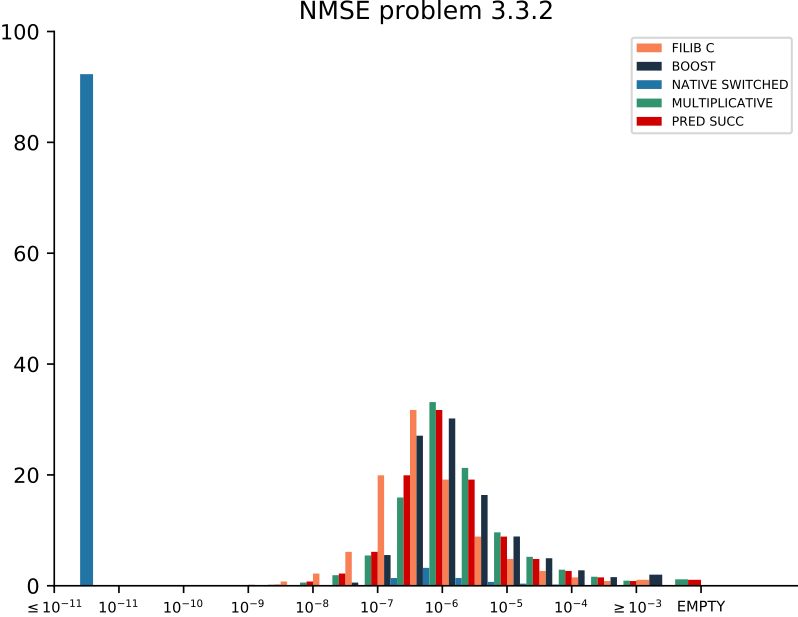 NMSE problem 3.3.2
100
80
60
40
20
0
FILIB C
BOOST
NATIVE SWITCHED
MULTIPLICATIVE
PRED SUCC
≤ 10⁻¹¹ 10⁻¹¹ 10⁻¹⁰ 10⁻⁹ 10⁻⁸ 10⁻⁷ 10⁻⁶ 10⁻⁵ 10⁻⁴ ≥ 10⁻³ EMPTY